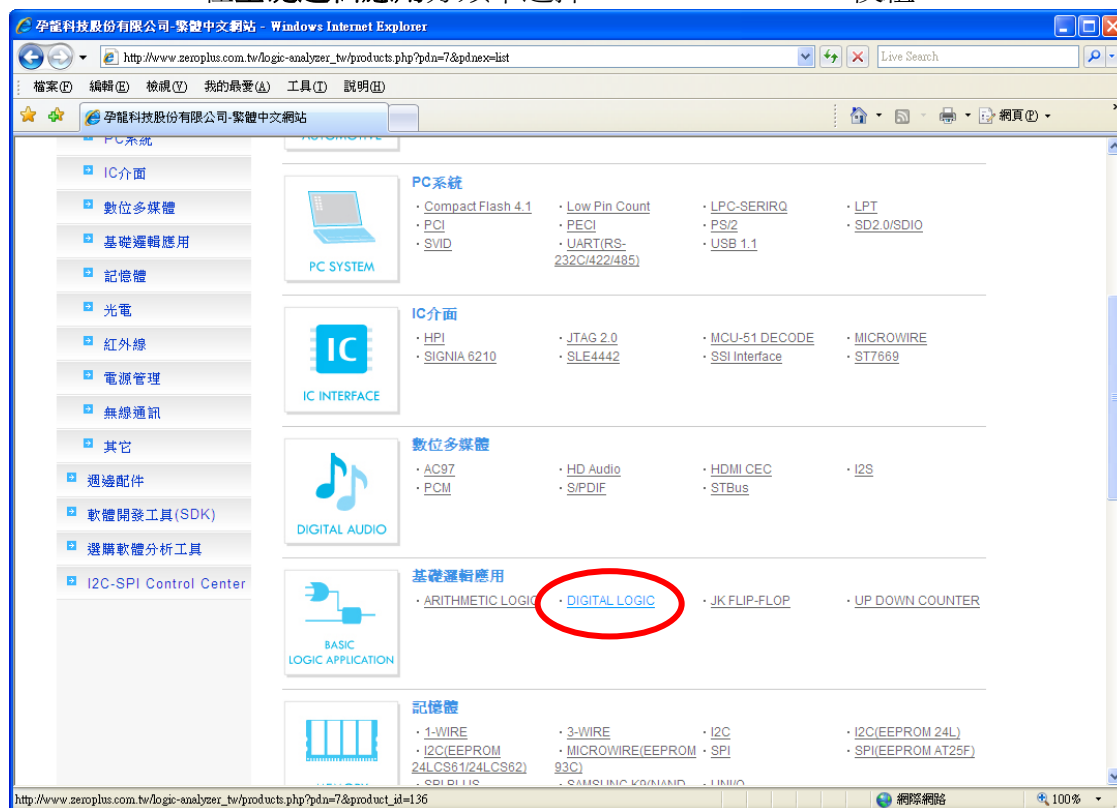 孕龍科技股份有限公司-繁體中文網站 - Windows Internet Explorer
http://www.zeroplus.com.tw/logic-analyzer_tw/products.php?pdn=7&pdnex=list
Live Search
檔案(F) 編輯(E) 檢視(V) 我的最愛(A) 工具(T) 說明(H)
孕龍科技股份有限公司-繁體中文網站
網頁(P)
PC系統
IC介面
數位多媒體
基礎邏輯應用
記憶體
光電
紅外線
電源管理
無線通訊
其它
週邊配件
軟體開發工具(SDK)
選購軟體分析工具
I2C-SPI Control Center
AUTOMOTIVE
PC SYSTEM
PC系統
· Compact Flash 4.1 · Low Pin Count · LPC-SERIRQ · LPT
· PCI · PECI · PS/2 · SD2.0/SDIO
· SVID · UART(RS- · USB 1.1
232C/422/485)
IC
IC INTERFACE
IC介面
· HPI · JTAG 2.0 · MCU-51 DECODE · MICROWIRE
· SIGNIA 6210 · SLE4442 · SSI Interface · ST7669
DIGITAL AUDIO
數位多媒體
· AC97 · HD Audio · HDMI CEC · I2S
· PCM · S/PDIF · STBus
BASIC
LOGIC APPLICATION
基礎邏輯應用
· ARITHMETIC LOGIC · DIGITAL LOGIC · JK FLIP-FLOP · UP DOWN COUNTER
記憶體
· 1-WIRE · 3-WIRE · I2C · I2C(EEPROM 24L)
· I2C(EEPROM · MICROWIRE(EEPROM · SPI · SPI(EEPROM AT25F)
24LCS61/24LCS62) 93C)
· SPI PLUS · SAMSUNG K9(NAND · UNI/O
http://www.zeroplus.com.tw/logic-analyzer_tw/products.php?pdn=7&product_id=136
網際網路
100%